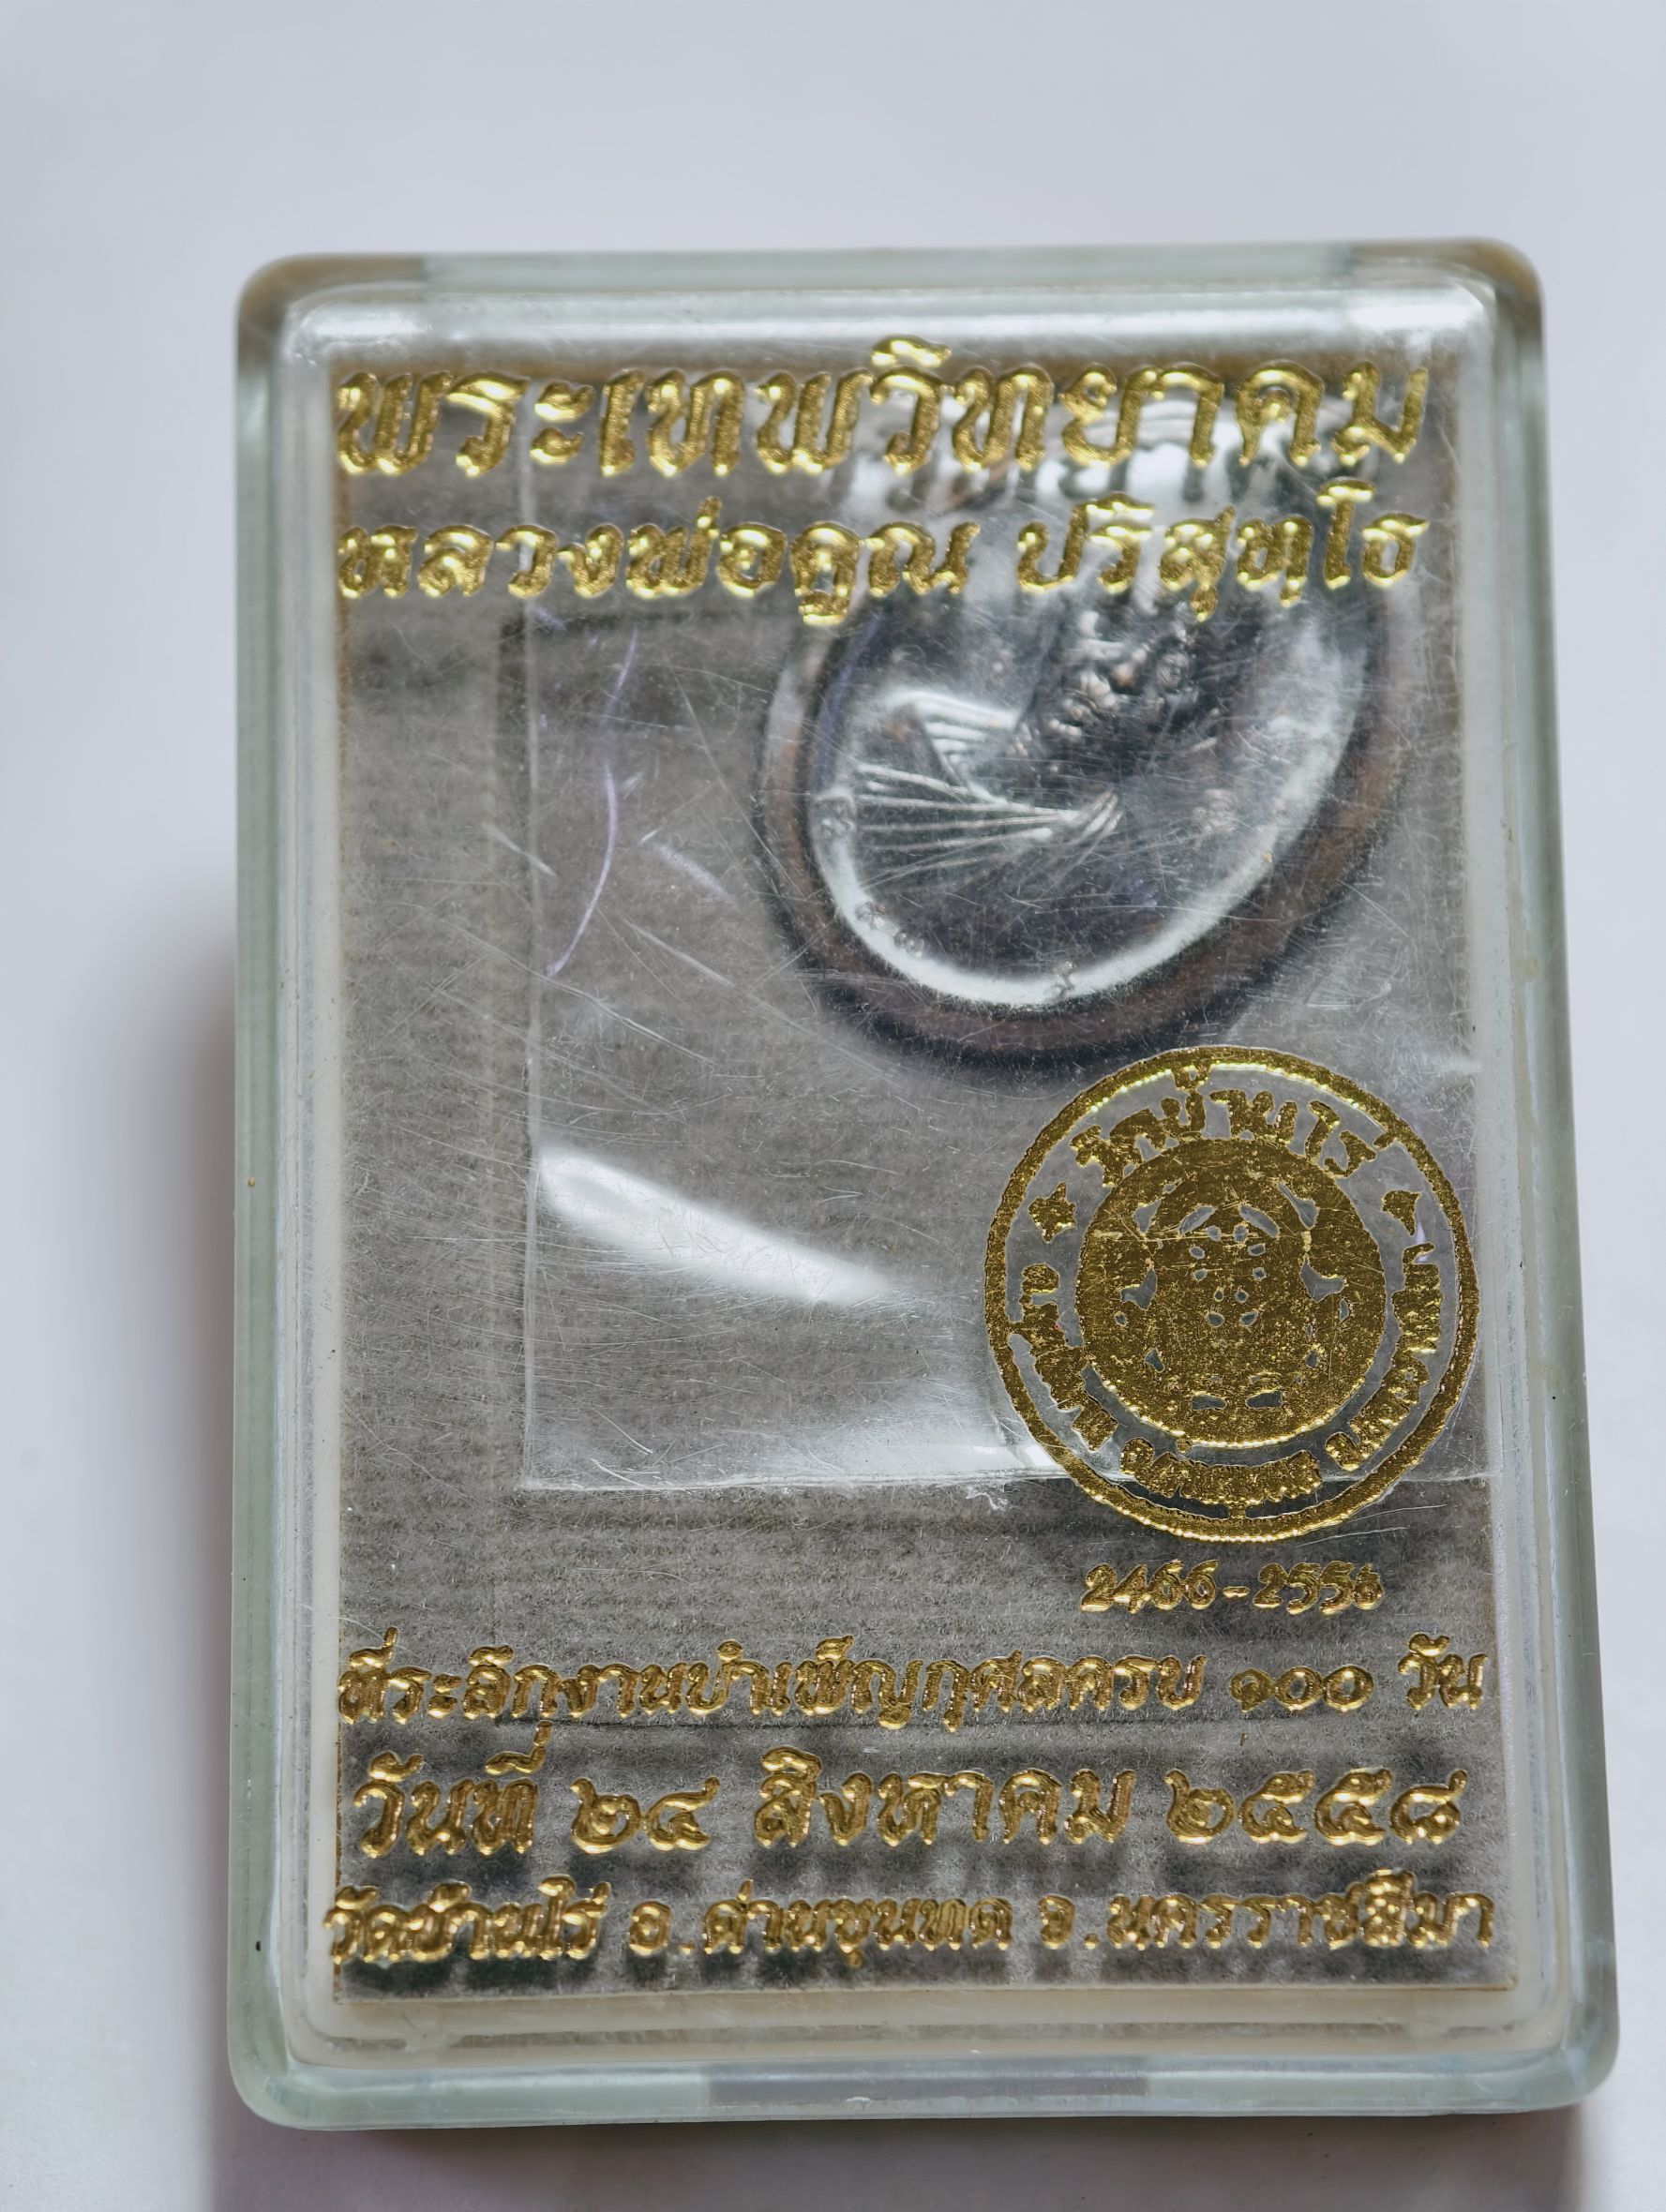 พระเทพวิทยาคม
หลวงพ่อคูณ ปริสุทฺโธ
วัดบ้านไร่
2466-2558
ที่ระลึกงานบำเพ็ญกุศลครบ ๑๐๐ วัน
วันที่ ๒๔ สิงหาคม ๒๕๕๘
วัดบ้านไร่ อ.ด่านขุนทด จ.นครราชสีมา